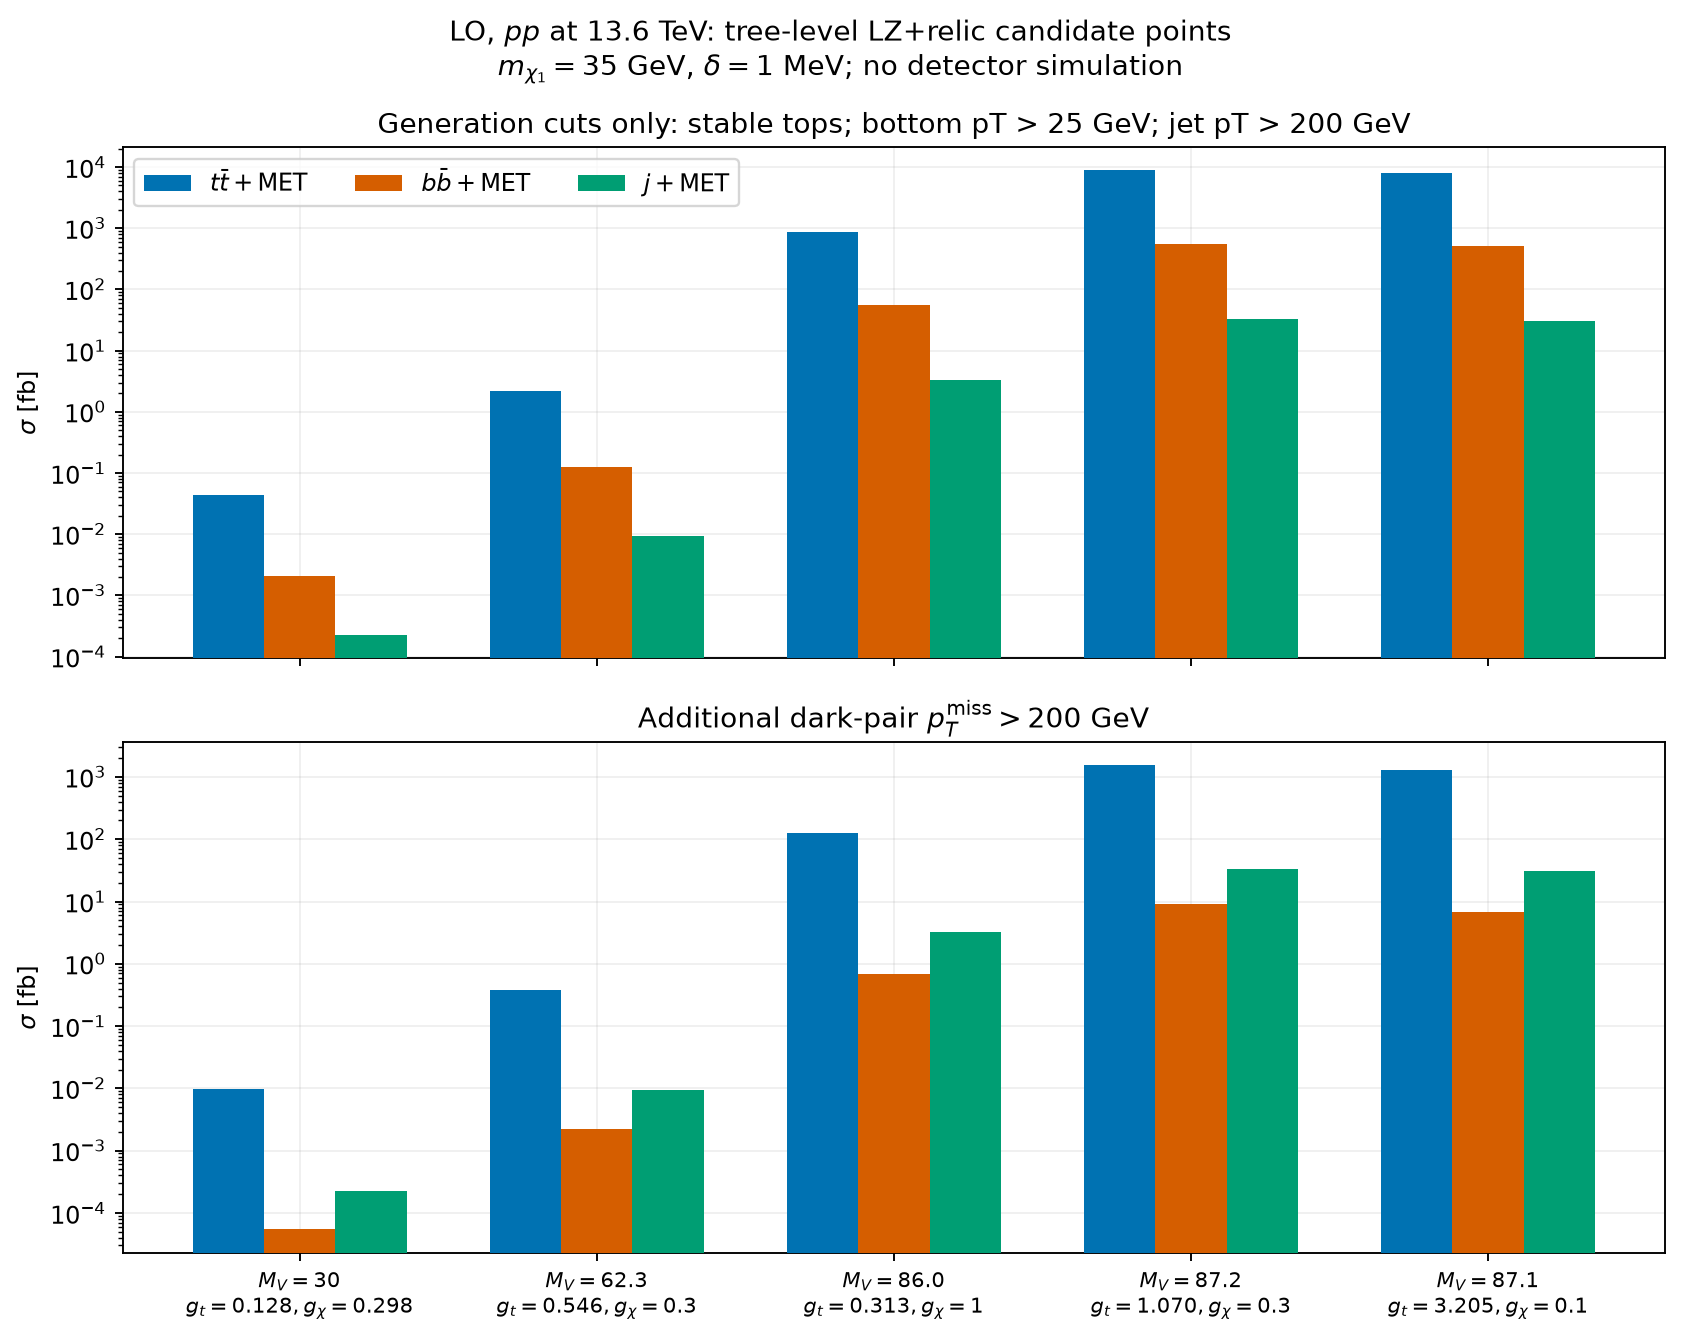 LO, pp at 13.6 TeV: tree-level LZ+relic candidate points
m_{χ₁} = 35 GeV, δ = 1 MeV; no detector simulation
Generation cuts only: stable tops; bottom pT > 25 GeV; jet pT > 200 GeV
tt̄ + MET
bb̄ + MET
j + MET
σ [fb]
10⁴
10³
10²
10¹
10⁰
10⁻¹
10⁻²
10⁻³
10⁻⁴
Additional dark-pair p_T^{miss} > 200 GeV
σ [fb]
10³
10²
10¹
10⁰
10⁻¹
10⁻²
10⁻³
10⁻⁴
M_V = 30
g_t = 0.128, g_χ = 0.298
M_V = 62.3
g_t = 0.546, g_χ = 0.3
M_V = 86.0
g_t = 0.313, g_χ = 1
M_V = 87.2
g_t = 1.070, g_χ = 0.3
M_V = 87.1
g_t = 3.205, g_χ = 0.1